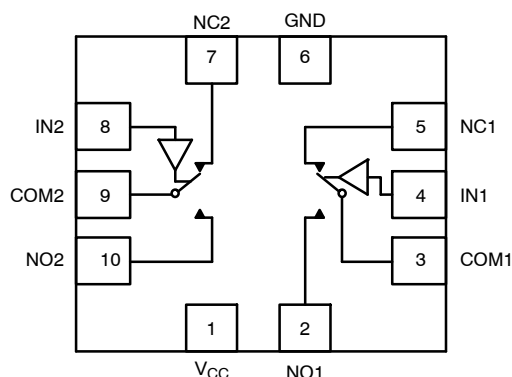 NC2 GND
7 6
IN2 8 5 NC1
COM2 9 4 IN1
NO2 10 3 COM1
1 2
VCC NO1